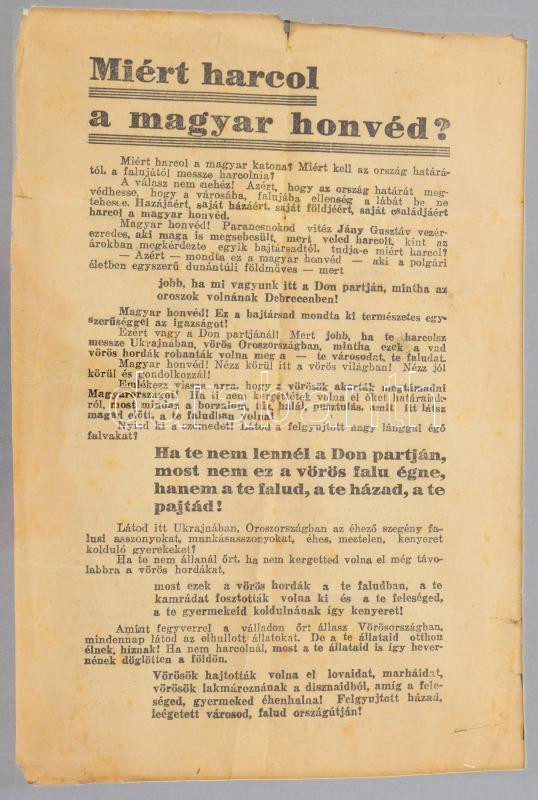 Miért harcol
a magyar honvéd?
Miért harcol a magyar katona? Miért kell az ország határá-
tól, a falujától messze harcolnia?
A válasz nem nehéz! Azért, hogy az ország határát meg-
védhesse, hogy a városába, falujába ellenség a lábát be ne
tehesse. Hazájáért, saját házáért, saját földjéért, saját családjáért
harcol a magyar honvéd.
Magyar honvéd! Parancsnokod vitéz Jány Gusztáv vezér-
ezredes, aki maga is megsebesült, mert veled harcolt, kint az
árokban megkérdezte egyik bajtársadtól, tudja-e miért harcol?
— Azért — mondta ez a magyar honvéd — aki a polgári
életben egyszerű dunántúli földmíves — mert
jobb, ha mi vagyunk itt a Don partján, mintha az
oroszok volnának Debrecenben!
Magyar honvéd! Ez a bajtársad mondta ki természetes egy-
szerűséggel az igazságot!
Ezért vagy a Don partjánál! Mert jobb, ha te harcolsz
messze Ukrajnában, vörös Oroszországban, mintha ezek a vad
vörös hordák rohanták volna meg a — te városodat, te faludat.
Magyar honvéd! Nézz körül itt a vörös világban! Nézz jól
körül és gondolkozzál!
Emlékezz vissza arra, hogy a vörösök akarták megtámadni
Magyarországot! Ha ti nem kergettétek volna el őket határaink-
ról, most mindaz a borzalom, tűz, halál, pusztulás, amit itt látsz
magad előtt, a te faludban volna!
Nyisd ki a szemedet! Látod a felgyujtott nagy lánggal égő
falvakat?
Ha te nem lennél a Don partján,
most nem ez a vörös falu égne,
hanem a te falud, a te házad, a te
pajtád!
Látod itt Ukrajnában, Oroszországban az éhező szegény fa-
lusi asszonyokat, munkásasszonyokat, éhes, meztelen, kenyeret
kolduló gyerekeket?
Ha te nem állanál őrt, ha nem kergetted volna el még távo-
labbra a vörös hordákat,
most ezek a vörös hordák a te faludban, a te
kamrádat fosztották volna ki és a te feleséged,
a te gyermekeid koldulnának így kenyeret!
Amint fegyverrel a válladon őrt állasz Vörösországban,
mindennap látod az elhullott állatokat. De a te állataid otthon
élnek, híznak! Ha nem harcolnál, most a te állataid is így hever-
nének döglötten a földön.
Vörösök hajtották volna el lovaidat, marháidat,
vörösök lakmároznának a disznaidból, amíg a fele-
séged, gyermeked éhenhalna! Felgyujtott házad,
leégetett városod, falud országútján!
darabanth